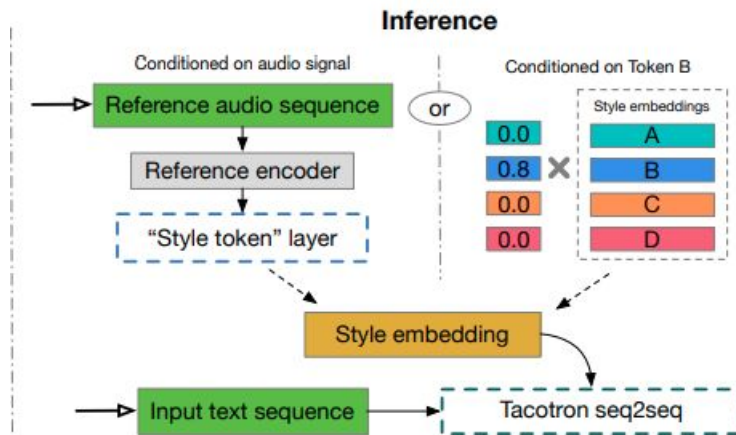 Inference
Conditioned on audio signal
Reference audio sequence
Reference encoder
“Style token” layer
or
Conditioned on Token B
Style embeddings
0.0
A
0.8
B
0.0
C
0.0
D
Style embedding
Input text sequence
Tacotron seq2seq